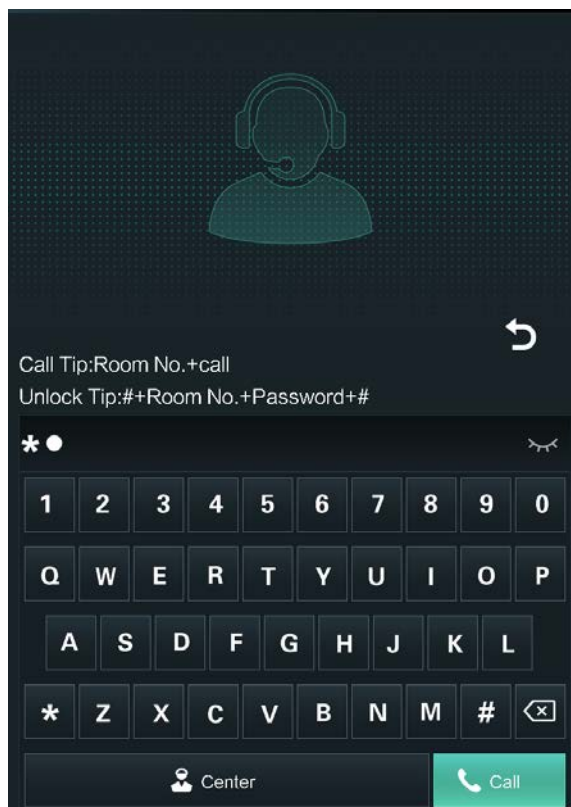 Call Tip:Room No.+call
Unlock Tip:#+Room No.+Password+#
*●
1 2 3 4 5 6 7 8 9 0
Q W E R T Y U I O P
A S D F G H J K L
* Z X C V B N M #
Center Call